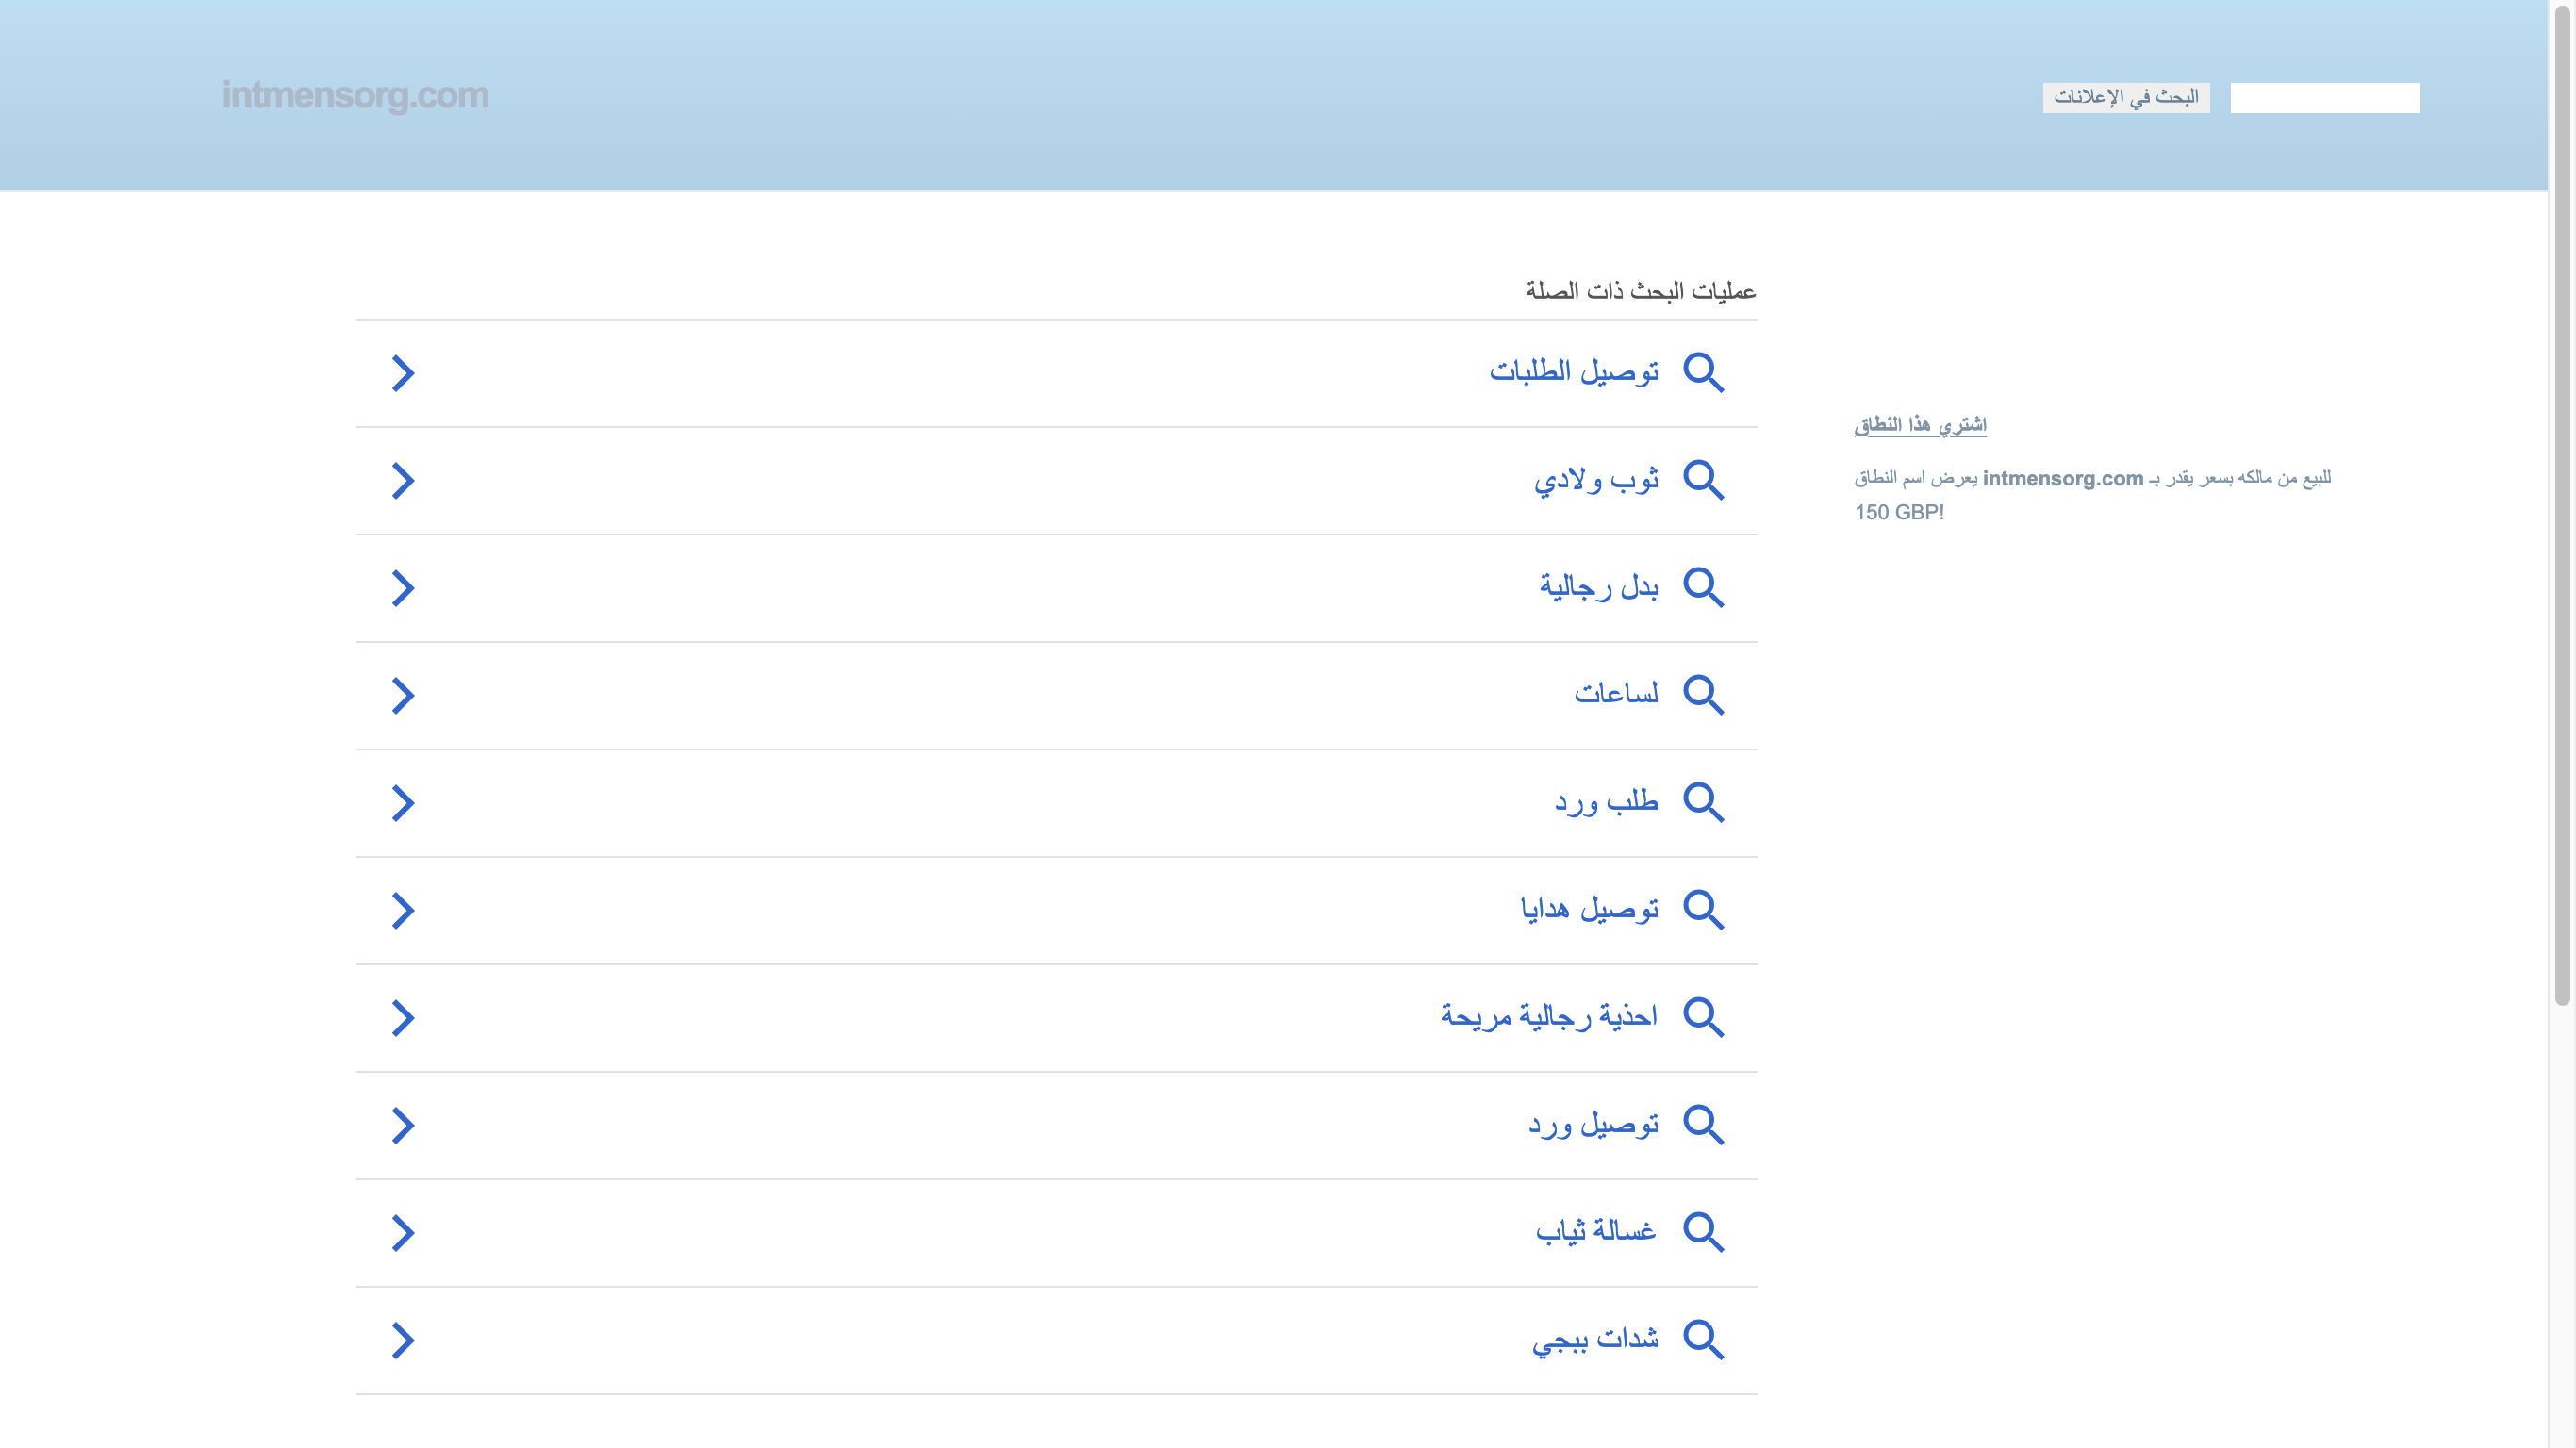 intmensorg.com
البحث في الإعلانات
عمليات البحث ذات الصلة
توصيل الطلبات
ثوب ولادي
بدل رجالية
لساعات
طلب ورد
توصيل هدايا
احذية رجالية مريحة
توصيل ورد
غسالة ثياب
شدات ببجي
اشتري هذا النطاق
يعرض اسم النطاق intmensorg.com للبيع من مالكه بسعر يقدر بـ
150 GBP!